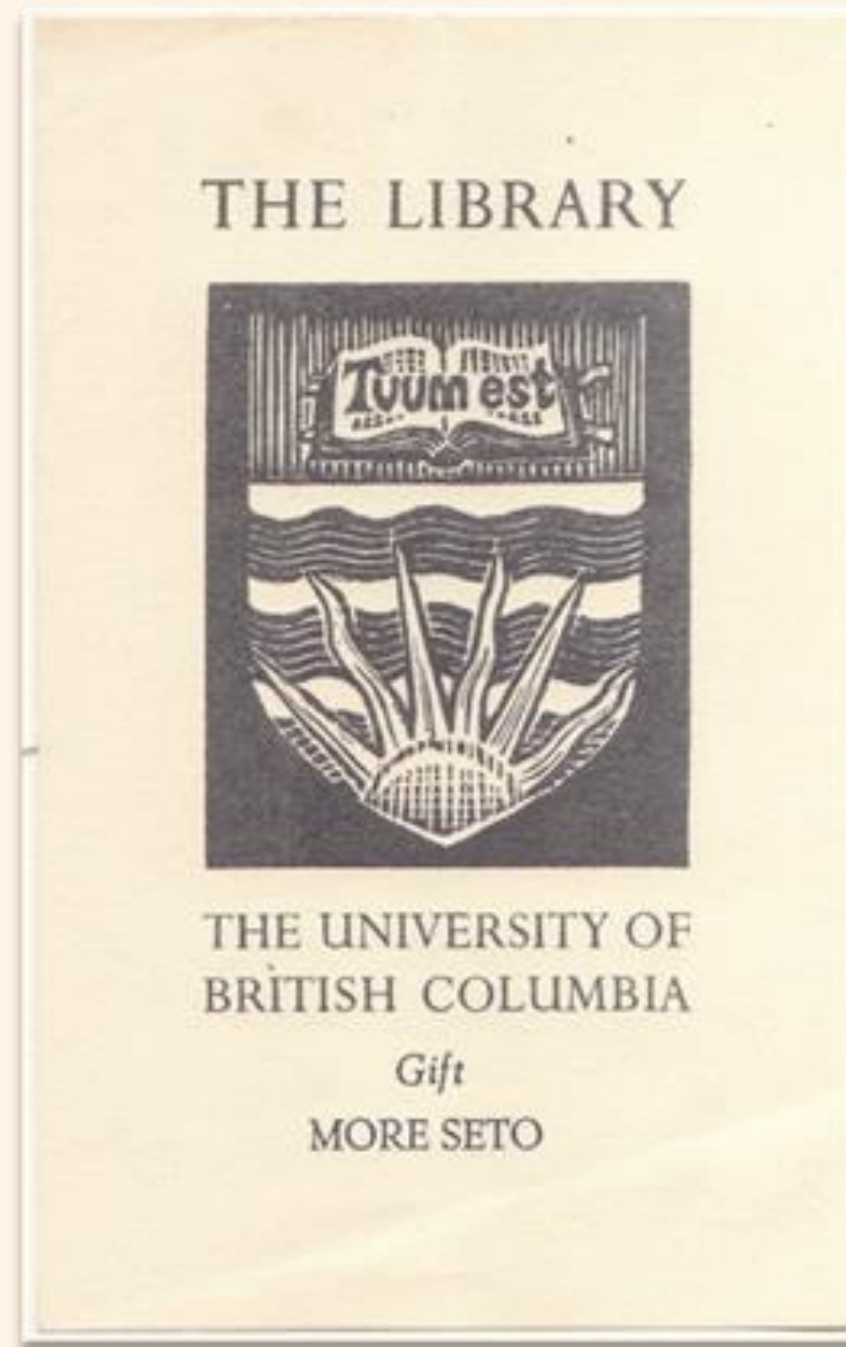 THE LIBRARY
Tuum est
THE UNIVERSITY OF
BRITISH COLUMBIA
Gift
MORE SETO